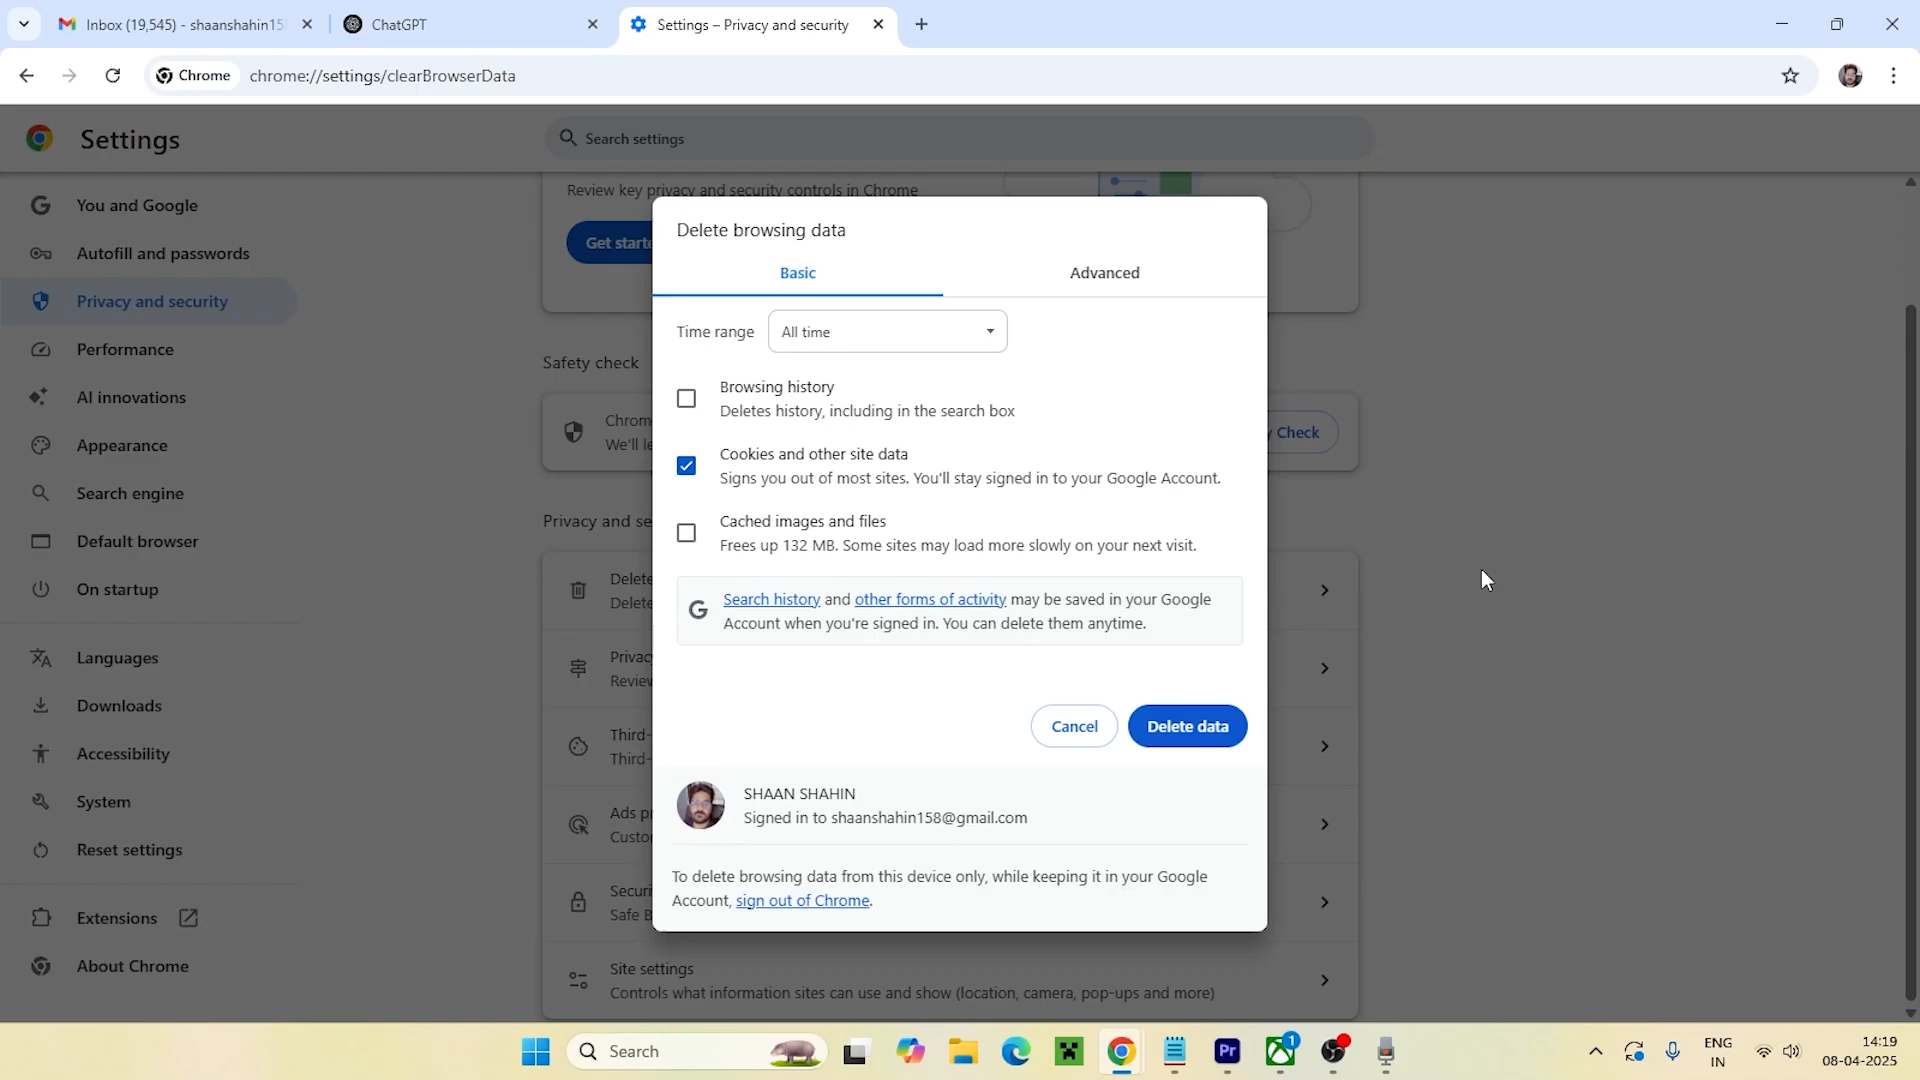 Inbox (19,545) - shaanshahin15
ChatGPT
Settings – Privacy and security
Chrome
chrome://settings/clearBrowserData
Settings
Search settings
You and Google
Autofill and passwords
Privacy and security
Performance
AI innovations
Appearance
Search engine
Default browser
On startup
Languages
Downloads
Accessibility
System
Reset settings
Extensions
About Chrome
Review key privacy and security controls in Chrome
Get starte
Safety check
Chrom
We'll le
y Check
Privacy and se
Delete
Delete
Privac
Review
Third-
Third-
Ads p
Custo
Securi
Safe B
Site settings
Controls what information sites can use and show (location, camera, pop-ups and more)
Delete browsing data
Basic
Advanced
Time range
All time
Browsing history
Deletes history, including in the search box
Cookies and other site data
Signs you out of most sites. You'll stay signed in to your Google Account.
Cached images and files
Frees up 132 MB. Some sites may load more slowly on your next visit.
Search history and other forms of activity may be saved in your Google
Account when you're signed in. You can delete them anytime.
Cancel
Delete data
SHAAN SHAHIN
Signed in to shaanshahin158@gmail.com
To delete browsing data from this device only, while keeping it in your Google
Account, sign out of Chrome.
Search
Pr
1
ENG
IN
14:19
08-04-2025